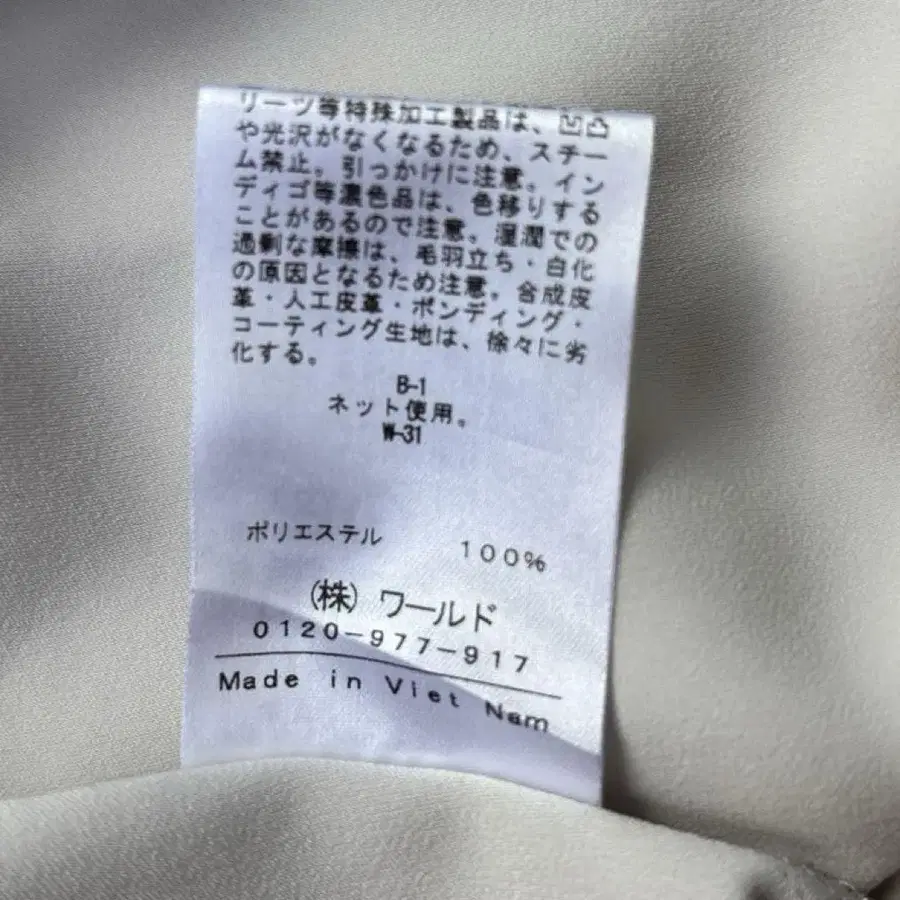 リーツ等特殊加工製品は、凹凸
や光沢がなくなるため、スチー
ム禁止。引っかけに注意。イン
ディゴ等濃色品は、色移りする
ことがあるので注意。湿潤での
過剰な摩擦は、毛羽立ち・白化
の原因となるため注意。合成皮
革・人工皮革・ボンディング・
コーティング生地は、徐々に劣
化する。
B-1
ネット使用。
W-31
ポリエステル 100%
(株)ワールド
0120-977-917
Made in Viet Nam